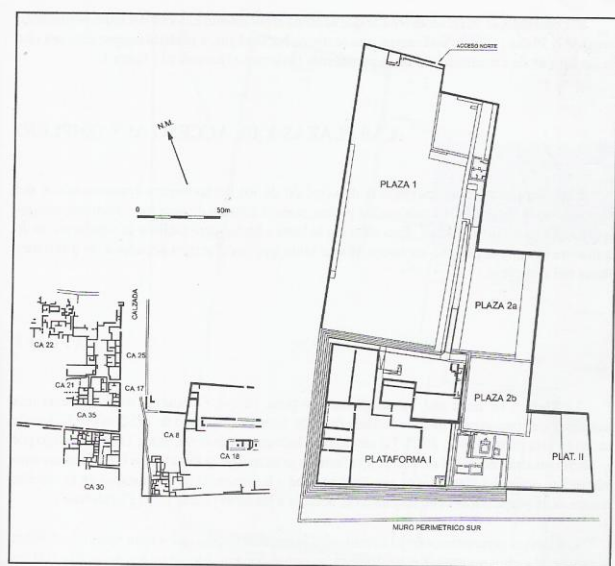 ACCESO NORTE
N.M.
PLAZA 1
0 50m
CALZADA
PLAZA 2a
CA 22
CA 25
CA 21
CA 17
PLAZA 2b
CA 35
CA 8
CA 18
PLATAFORMA I
PLAT. II
CA 30
MURO PERIMETRICO SUR